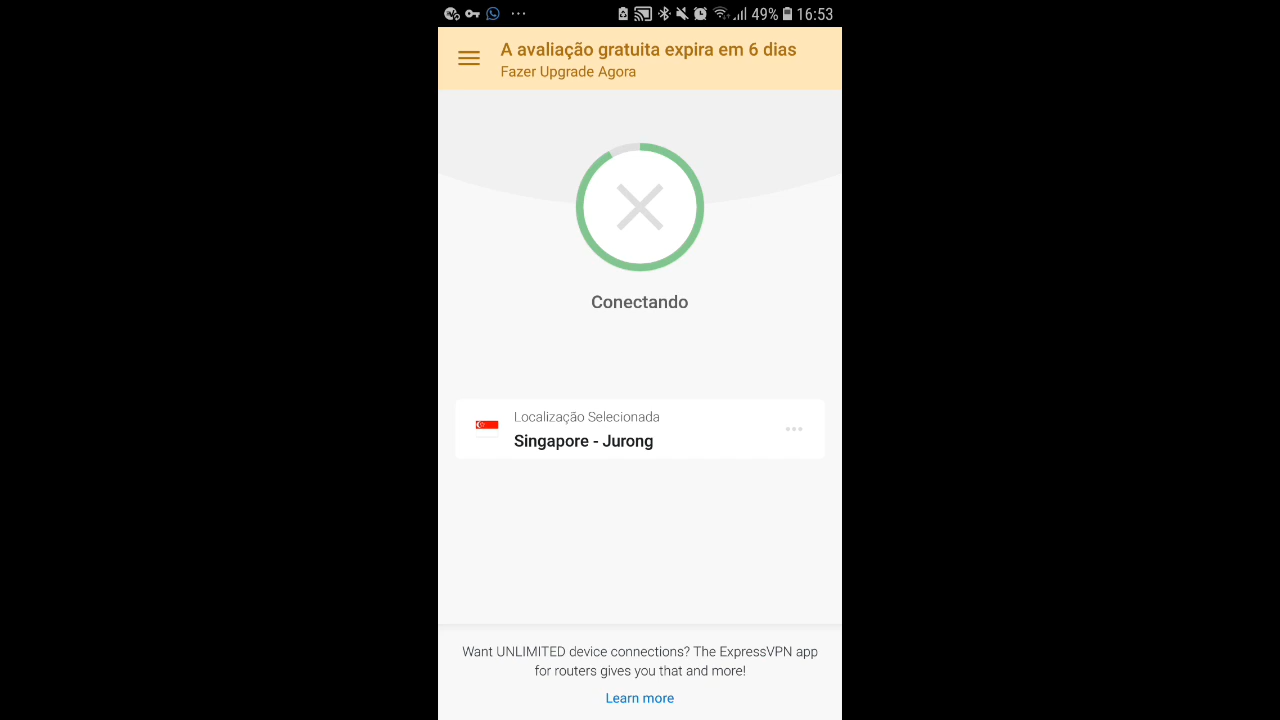 49% 16:53
A avaliação gratuita expira em 6 dias
Fazer Upgrade Agora
Conectando
Localização Selecionada
Singapore - Jurong
Want UNLIMITED device connections? The ExpressVPN app
for routers gives you that and more!
Learn more